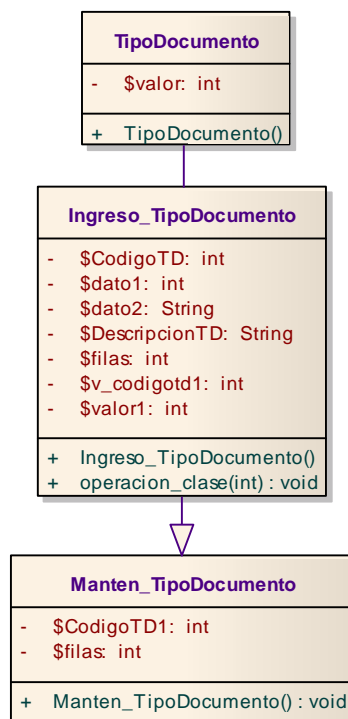 TipoDocumento
- $valor: int
+ TipoDocumento()
Ingreso_TipoDocumento
- $CodigoTD: int
- $dato1: int
- $dato2: String
- $DescripcionTD: String
- $filas: int
- $v_codigotd1: int
- $valor1: int
+ Ingreso_TipoDocumento()
+ operacion_clase(int) : void
Manten_TipoDocumento
- $CodigoTD1: int
- $filas: int
+ Manten_TipoDocumento() : void